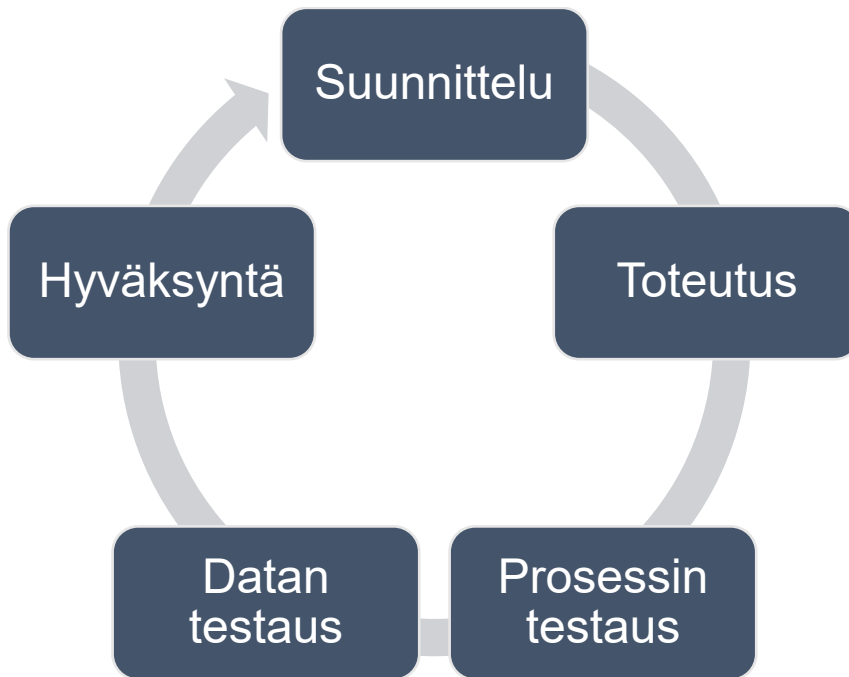 Suunnittelu
Toteutus
Prosessin
testaus
Datan
testaus
Hyväksyntä